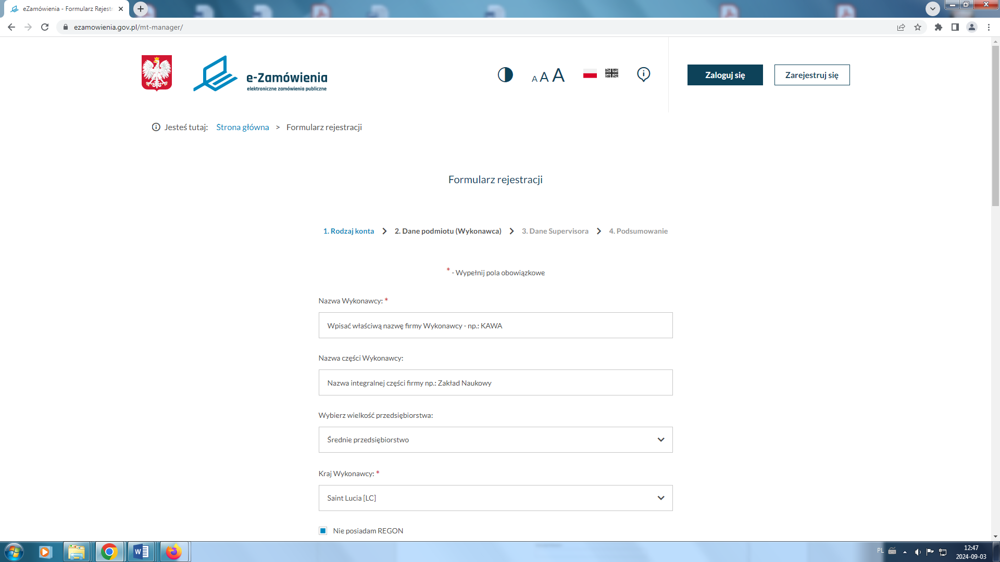 eZamówienia - Formularz Rejestr
ezamowienia.gov.pl/mt-manager/
e-Zamówienia
elektroniczne zamówienia publiczne
A A A
Zaloguj się
Zarejestruj się
Jesteś tutaj: Strona główna > Formularz rejestracji
Formularz rejestracji
1. Rodzaj konta
2. Dane podmiotu (Wykonawca)
3. Dane Supervisora
4. Podsumowanie
* - Wypełnij pola obowiązkowe
Nazwa Wykonawcy: *
Wpisać właściwą nazwę firmy Wykonawcy - np.: KAWA
Nazwa części Wykonawcy:
Nazwa integralnej części firmy np.: Zakład Naukowy
Wybierz wielkość przedsiębiorstwa:
Średnie przedsiębiorstwo
Kraj Wykonawcy: *
Saint Lucia [LC]
Nie posiadam REGON
PL
12:47
2024-09-03